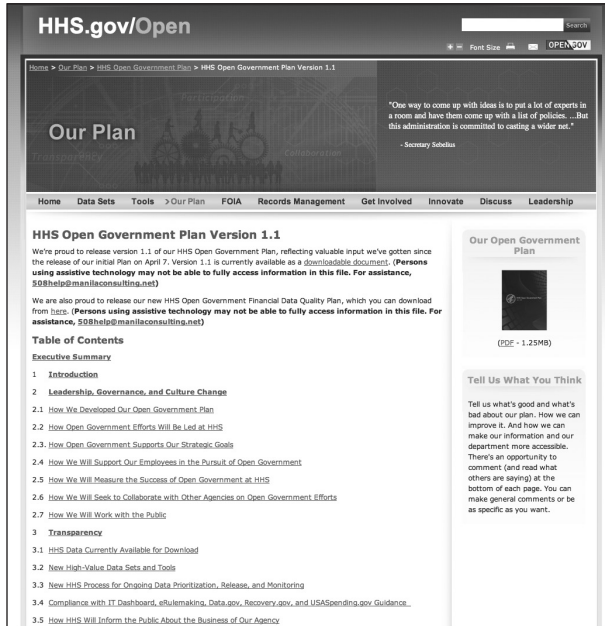 HHS.gov/Open
Search
Font Size
OPENGOV
Home > Our Plan > HHS Open Government Plan > HHS Open Government Plan Version 1.1
Participation
Our Plan
Transparency
Collaboration
"One way to come up with ideas is to put a lot of experts in
a room and have them come up with a list of policies. ...But
this administration is committed to casting a wider net."
- Secretary Sebelius
Home Data Sets Tools >Our Plan FOIA Records Management Get Involved Innovate Discuss Leadership
HHS Open Government Plan Version 1.1
We're proud to release version 1.1 of our HHS Open Government Plan, reflecting valuable input we've gotten since
the release of our initial Plan on April 7. Version 1.1 is currently available as a downloadable document. (Persons
using assistive technology may not be able to fully access information in this file. For assistance,
508help@manilaconsulting.net)
We are also proud to release our new HHS Open Government Financial Data Quality Plan, which you can download
from here. (Persons using assistive technology may not be able to fully access information in this file. For
assistance, 508help@manilaconsulting.net)
Table of Contents
Executive Summary
1 Introduction
2 Leadership, Governance, and Culture Change
2.1 How We Developed Our Open Government Plan
2.2 How Open Government Efforts Will Be Led at HHS
2.3. How Open Government Supports Our Strategic Goals
2.4 How We Will Support Our Employees in the Pursuit of Open Government
2.5 How We Will Measure the Success of Open Government at HHS
2.6 How We Will Seek to Collaborate with Other Agencies on Open Government Efforts
2.7 How We Will Work with the Public
3 Transparency
3.1 HHS Data Currently Available for Download
3.2 New High-Value Data Sets and Tools
3.3 New HHS Process for Ongoing Data Prioritization, Release, and Monitoring
3.4 Compliance with IT Dashboard, eRulemaking, Data.gov, Recovery.gov, and USASpending.gov Guidance
3.5 How HHS Will Inform the Public About the Business of Our Agency
Our Open Government
Plan
(PDF - 1.25MB)
Tell Us What You Think
Tell us what's good and what's
bad about our plan. How we can
improve it. And how we can
make our information and our
department more accessible.
There's an opportunity to
comment (and read what
others are saying) at the
bottom of each page. You can
make general comments or be
as specific as you want.